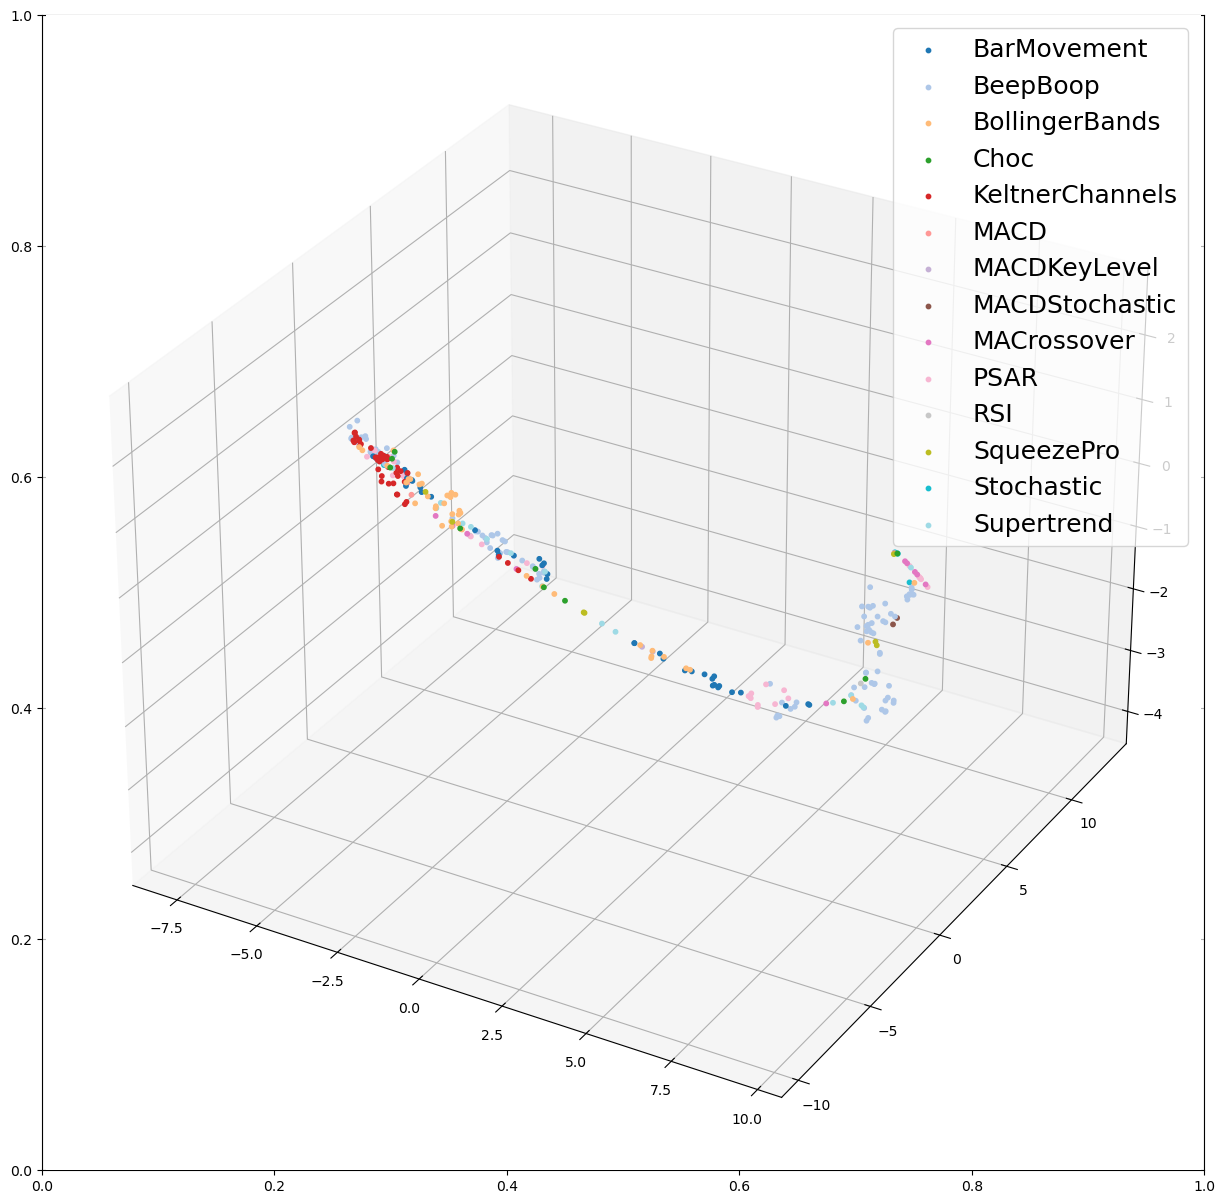 1.0
0.8
0.6
0.4
0.2
0.0
0.0
0.2
0.4
0.6
0.8
1.0
BarMovement
BeepBoop
BollingerBands
Choc
KeltnerChannels
MACD
MACDKeyLevel
MACDStochastic
MACrossover
PSAR
RSI
SqueezePro
Stochastic
Supertrend
2
1
0
−1
−2
−3
−4
10
5
0
−5
−10
−7.5
−5.0
−2.5
0.0
2.5
5.0
7.5
10.0